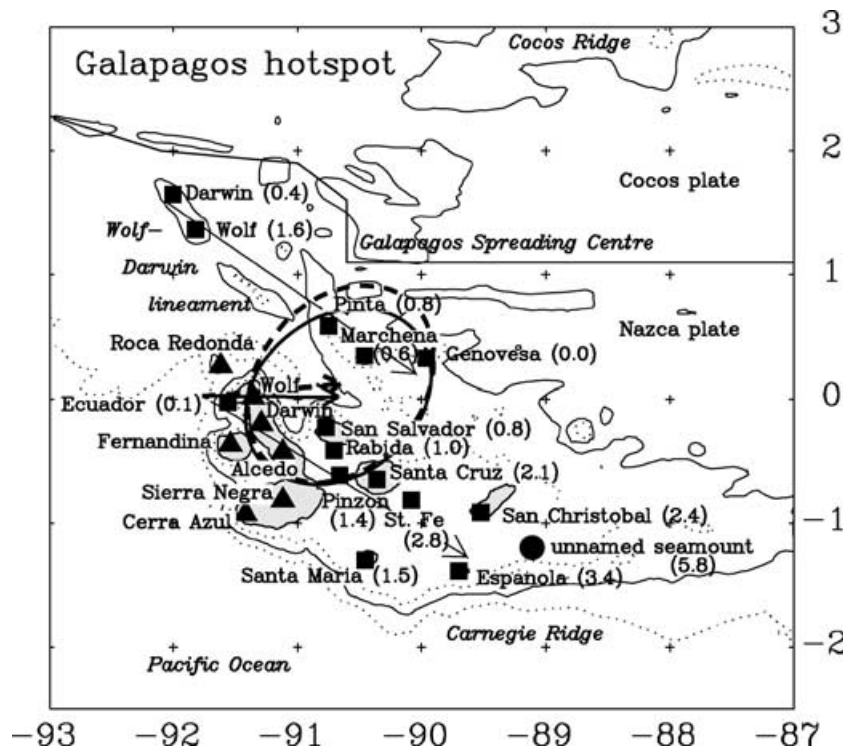 3
Cocos Ridge
Galapagos hotspot
2
Cocos plate
Darwin (0.4)
Wolf (1.6)
Wolf-
Galapagos Spreading Centre
Darwin
1
lineament
Pinta (0.8)
Nazca plate
Marchena
Roca Redonda
(0.6)
Genovesa (0.0)
Wolf
0
Ecuador (0.1)
Darwin
San Salvador (0.8)
Fernandina
Rabida (1.0)
Alcedo
Santa Cruz (2.1)
Sierra Negra
Pinzon
-1
Cerra Azul
(1.4) St. Fe
San Christobal (2.4)
(2.8)
unnamed seamount
(5.8)
Santa Maria (1.5)
Espanola (3.4)
Carnegie Ridge
-2
Pacific Ocean
-93 -92 -91 -90 -89 -88 -87